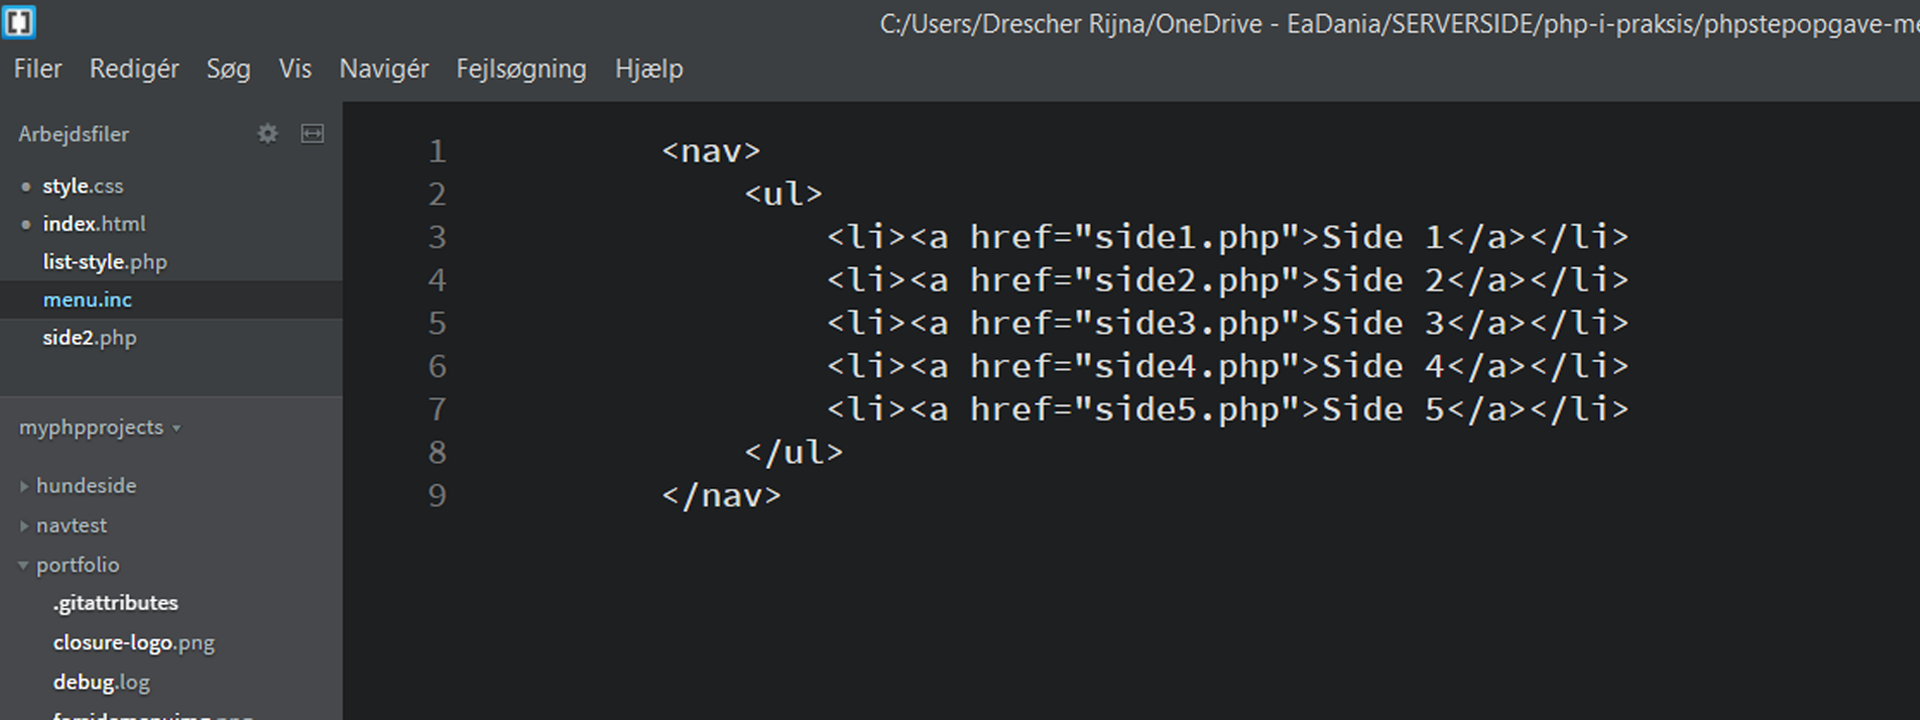 C:/Users/Drescher Rijna/OneDrive - EaDania/SERVERSIDE/php-i-praksis/phpstepopgave-me
Filer Redigér Søg Vis Navigér Fejlsøgning Hjælp
Arbejdsfiler
style.css
index.html
list-style.php
menu.inc
side2.php
myphpprojects
hundeside
navtest
portfolio
.gitattributes
closure-logo.png
debug.log
1 <nav>
2 <ul>
3 <li><a href="side1.php">Side 1</a></li>
4 <li><a href="side2.php">Side 2</a></li>
5 <li><a href="side3.php">Side 3</a></li>
6 <li><a href="side4.php">Side 4</a></li>
7 <li><a href="side5.php">Side 5</a></li>
8 </ul>
9 </nav>